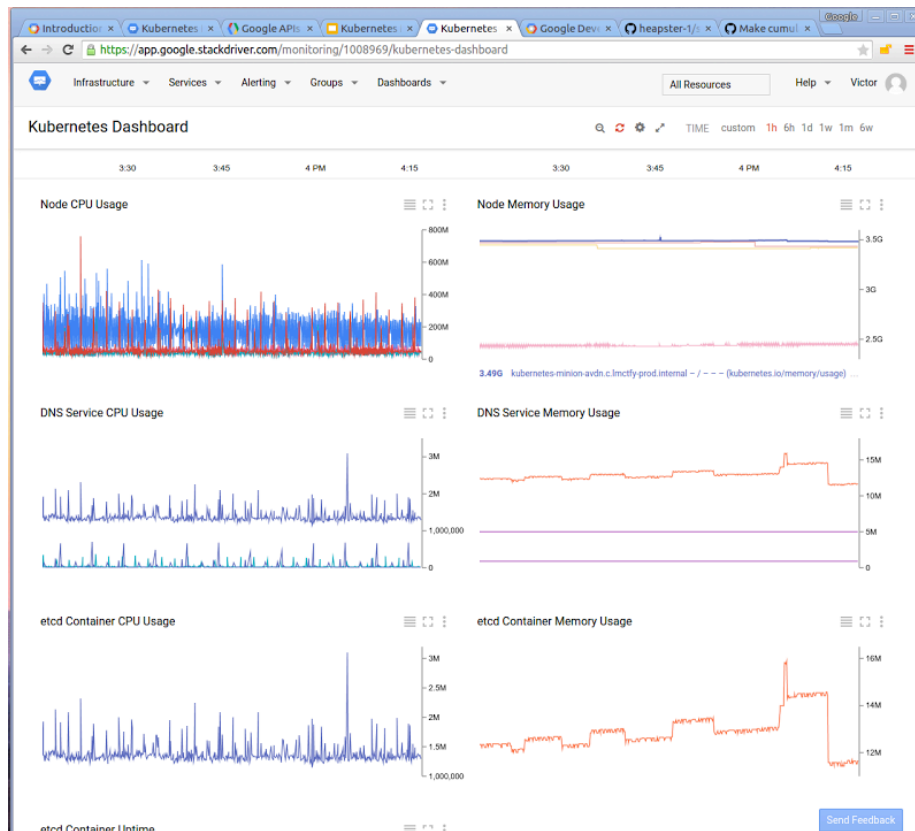 Google
Introduction
Kubernetes
Google APIs
Kubernetes
Kubernetes
Google Deve
heapster-1/
Make cumul
https://app.google.stackdriver.com/monitoring/1008969/kubernetes-dashboard
Infrastructure Services Alerting Groups Dashboards All Resources Help Victor
Kubernetes Dashboard TIME custom 1h 6h 1d 1w 1m 6w
3:30 3:45 4 PM 4:15 3:30 3:45 4 PM 4:15
Node CPU Usage
800M
600M
400M
200M
0
Node Memory Usage
3.5G
3G
2.5G
3.49G kubernetes-minion-avdn.c.lmctfy-prod.internal – / – – – (kubernetes.io/memory/usage) ...
DNS Service CPU Usage
3M
2M
1,000,000
0
DNS Service Memory Usage
15M
10M
5M
0
etcd Container CPU Usage
3M
2.5M
2M
1.5M
1,000,000
etcd Container Memory Usage
16M
14M
12M
etcd Container Uptime
Send Feedback